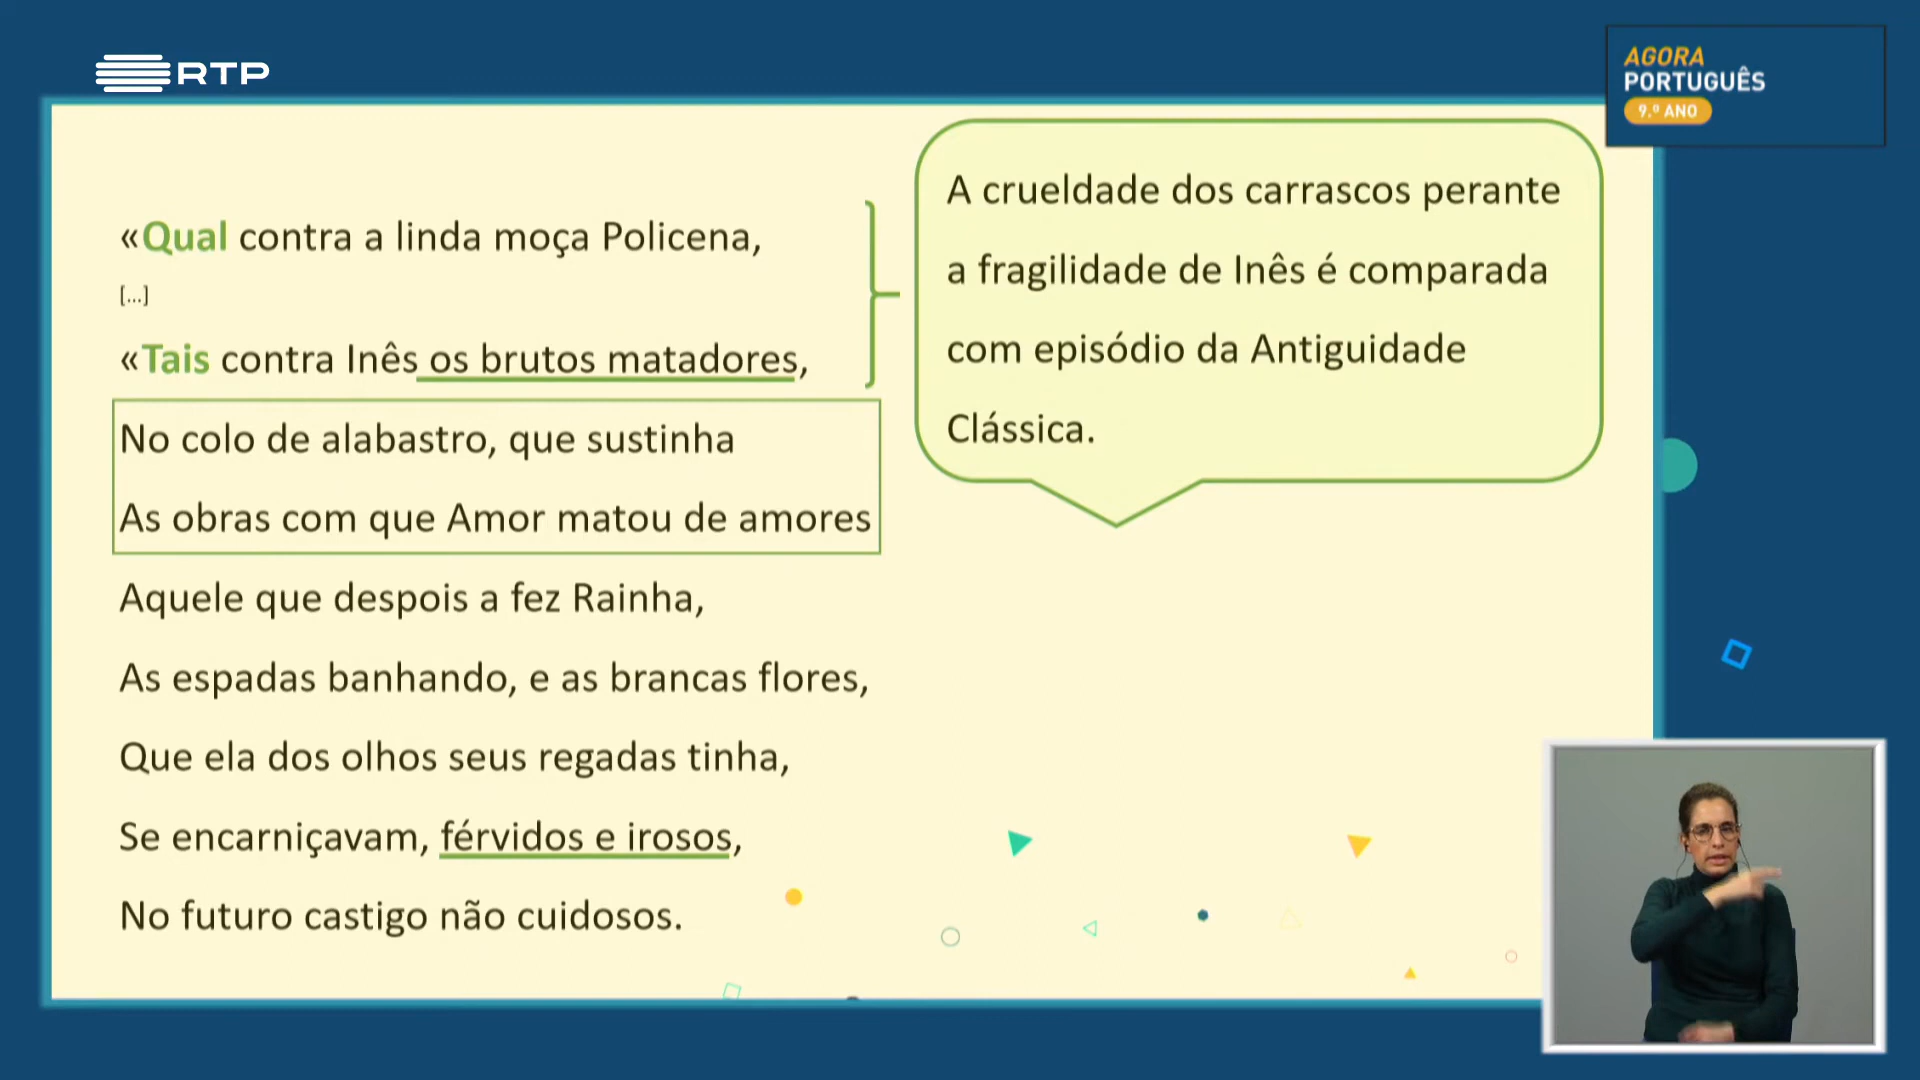 RTP
AGORA
PORTUGUÊS
9.º ANO
«Qual contra a linda moça Policena,
[...]
«Tais contra Inês os brutos matadores,
No colo de alabastro, que sustinha
As obras com que Amor matou de amores
Aquele que despois a fez Rainha,
As espadas banhando, e as brancas flores,
Que ela dos olhos seus regadas tinha,
Se encarniçavam, férvidos e irosos,
No futuro castigo não cuidosos.
A crueldade dos carrascos perante
a fragilidade de Inês é comparada
com episódio da Antiguidade
Clássica.